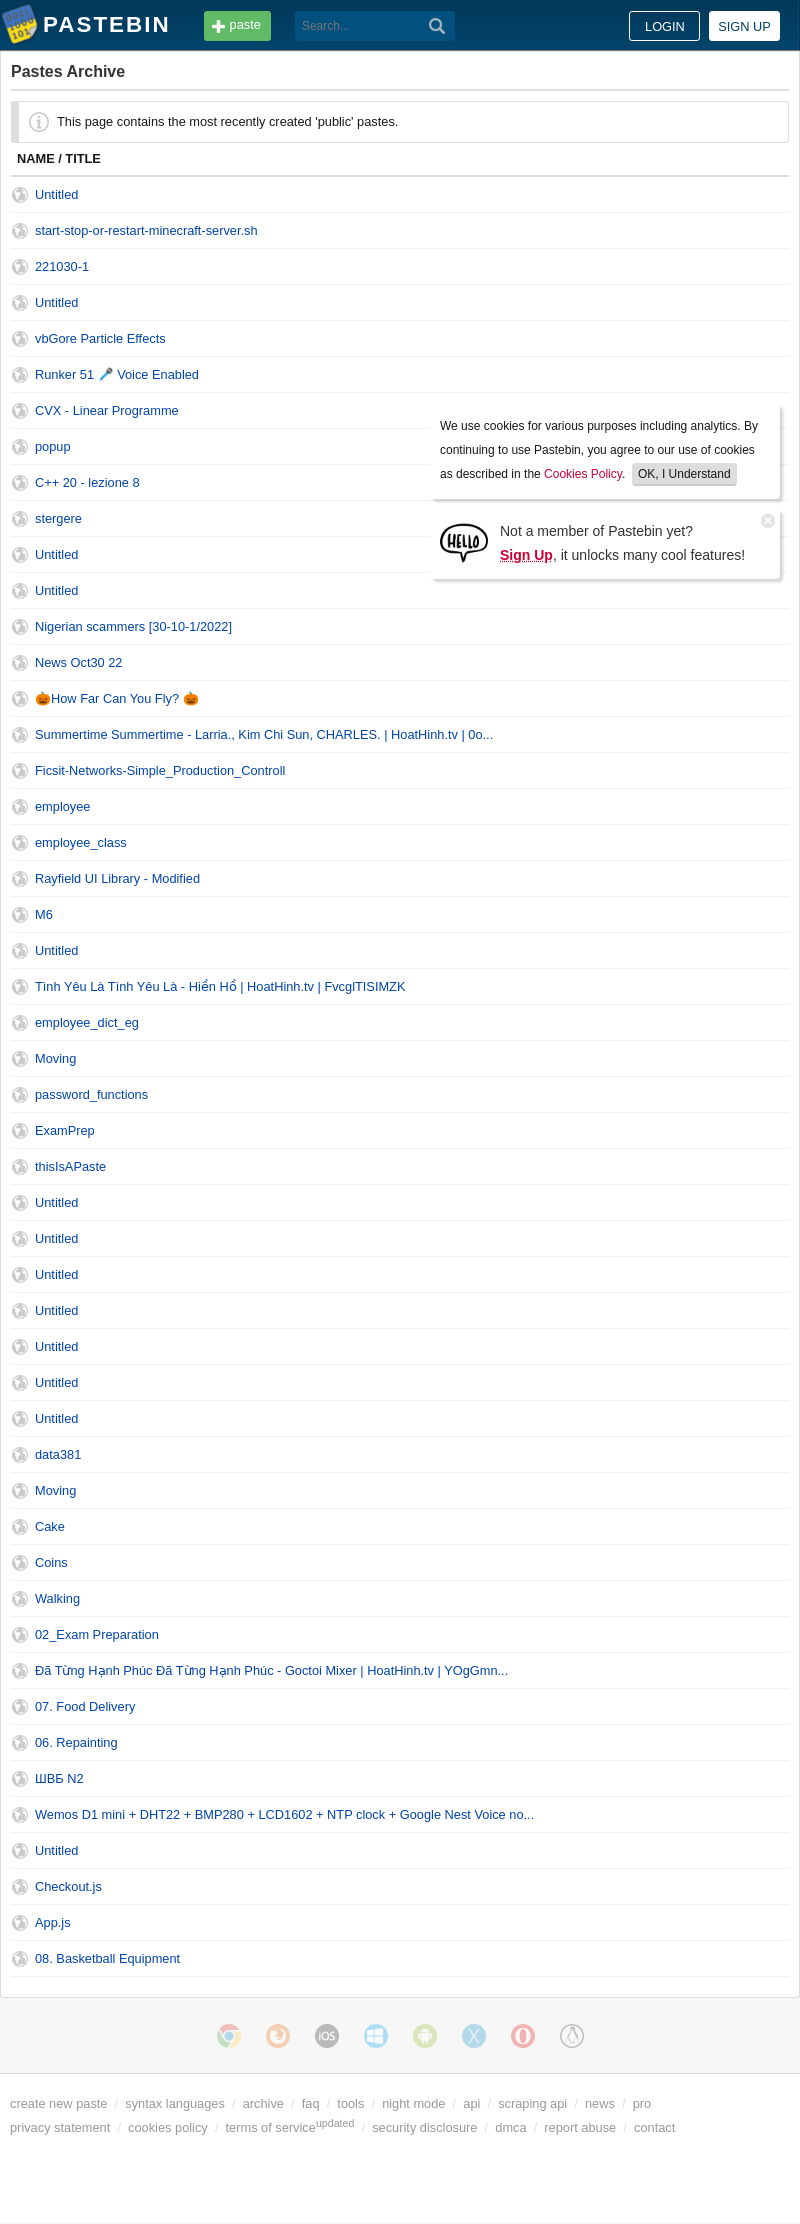 PASTEBIN paste Search... LOGIN SIGN UP
Pastes Archive
This page contains the most recently created 'public' pastes.
NAME / TITLE
Untitled
start-stop-or-restart-minecraft-server.sh
221030-1
Untitled
vbGore Particle Effects
Runker 51 🎤 Voice Enabled
CVX - Linear Programme
popup
C++ 20 - lezione 8
stergere
Untitled
Untitled
We use cookies for various purposes including analytics. By
continuing to use Pastebin, you agree to our use of cookies
as described in the Cookies Policy. OK, I Understand
HELLO
Not a member of Pastebin yet?
Sign Up, it unlocks many cool features!
Nigerian scammers [30-10-1/2022]
News Oct30 22
🎃How Far Can You Fly? 🎃
Summertime Summertime - Larria., Kim Chi Sun, CHARLES. | HoatHinh.tv | 0o...
Ficsit-Networks-Simple_Production_Controll
employee
employee_class
Rayfield UI Library - Modified
M6
Untitled
Tình Yêu Là Tình Yêu Là - Hiền Hồ | HoatHinh.tv | FvcglTISIMZK
employee_dict_eg
Moving
password_functions
ExamPrep
thisIsAPaste
Untitled
Untitled
Untitled
Untitled
Untitled
Untitled
Untitled
data381
Moving
Cake
Coins
Walking
02_Exam Preparation
Đã Từng Hạnh Phúc Đã Từng Hạnh Phúc - Goctoi Mixer | HoatHinh.tv | YOgGmn...
07. Food Delivery
06. Repainting
ШВБ N2
Wemos D1 mini + DHT22 + BMP280 + LCD1602 + NTP clock + Google Nest Voice no...
Untitled
Checkout.js
App.js
08. Basketball Equipment
iOS
create new paste / syntax languages / archive / faq / tools / night mode / api / scraping api / news / pro
privacy statement / cookies policy / terms of service updated / security disclosure / dmca / report abuse / contact